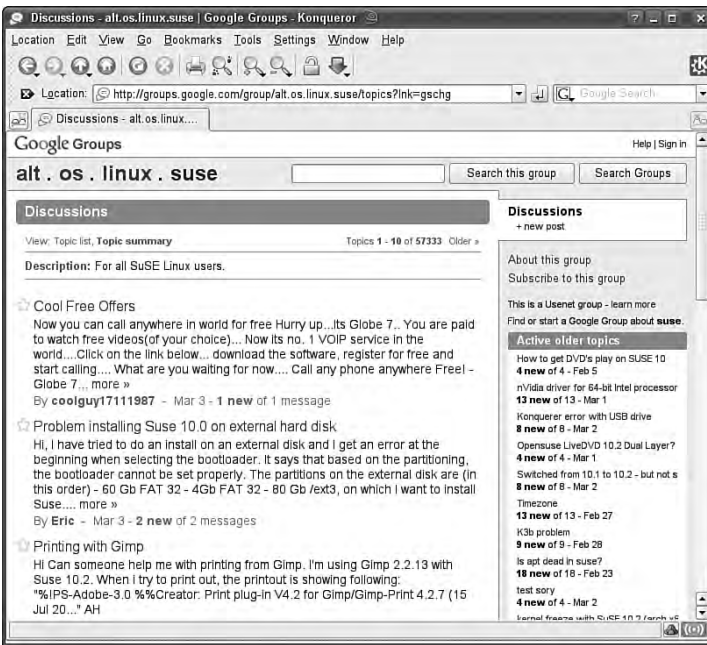 Discussions - alt.os.linux.suse | Google Groups - Konqueror
Location Edit View Go Bookmarks Tools Settings Window Help
Location: http://groups.google.com/group/alt.os.linux.suse/topics?lnk=gschg
Google Search
Discussions - alt.os.linux....
Google Groups
Help | Sign in
alt . os . linux . suse
Search this group
Search Groups
Discussions
View: Topic list, Topic summary
Topics 1 - 10 of 57333 Older »
Description: For all SuSE Linux users.
Cool Free Offers
Now you can call anywhere in world for free Hurry up...Its Globe 7.. You are paid
to watch free videos(of your choice)... Now its no. 1 VOIP service in the
world....Click on the link below... download the software, register for free and
start calling.... What are you waiting for now.... Call any phone anywhere Free! -
Globe 7... more »
By coolguy17111987 - Mar 3 - 1 new of 1 message
Problem installing Suse 10.0 on external hard disk
Hi, I have tried to do an install on an external disk and I get an error at the
beginning when selecting the bootloader. It says that based on the partitioning,
the bootloader cannot be set properly. The partitions on the external disk are (in
this order) - 60 Gb FAT 32 - 4Gb FAT 32 - 80 Gb /ext3, on which I want to install
Suse.... more »
By Eric - Mar 3 - 2 new of 2 messages
Printing with Gimp
Hi Can someone help me with printing from Gimp. I'm using Gimp 2.2.13 with
Suse 10.2. When I try to print out, the printout is showing following:
"%!PS-Adobe-3.0 %%Creator: Print plug-in V4.2 for Gimp/Gimp-Print 4.2.7 (15
Jul 20..." AH
Discussions
+ new post
About this group
Subscribe to this group
This is a Usenet group - learn more
Find or start a Google Group about suse.
Active older topics
How to get DVD's play on SUSE 10
4 new of 4 - Feb 5
nVidia driver for 64-bit Intel processor
13 new of 13 - Mar 1
Konquerer error with USB drive
8 new of 8 - Mar 2
Opensuse LiveDVD 10.2 Dual Layer?
4 new of 4 - Mar 1
Switched from 10.1 to 10.2 - but not s
8 new of 8 - Mar 2
Timezone
13 new of 13 - Feb 27
K3b problem
9 new of 9 - Feb 28
Is apt dead in suse?
18 new of 18 - Feb 23
test sory
4 new of 4 - Mar 2
kernel freeze with SuSE 10.2 (arch x8